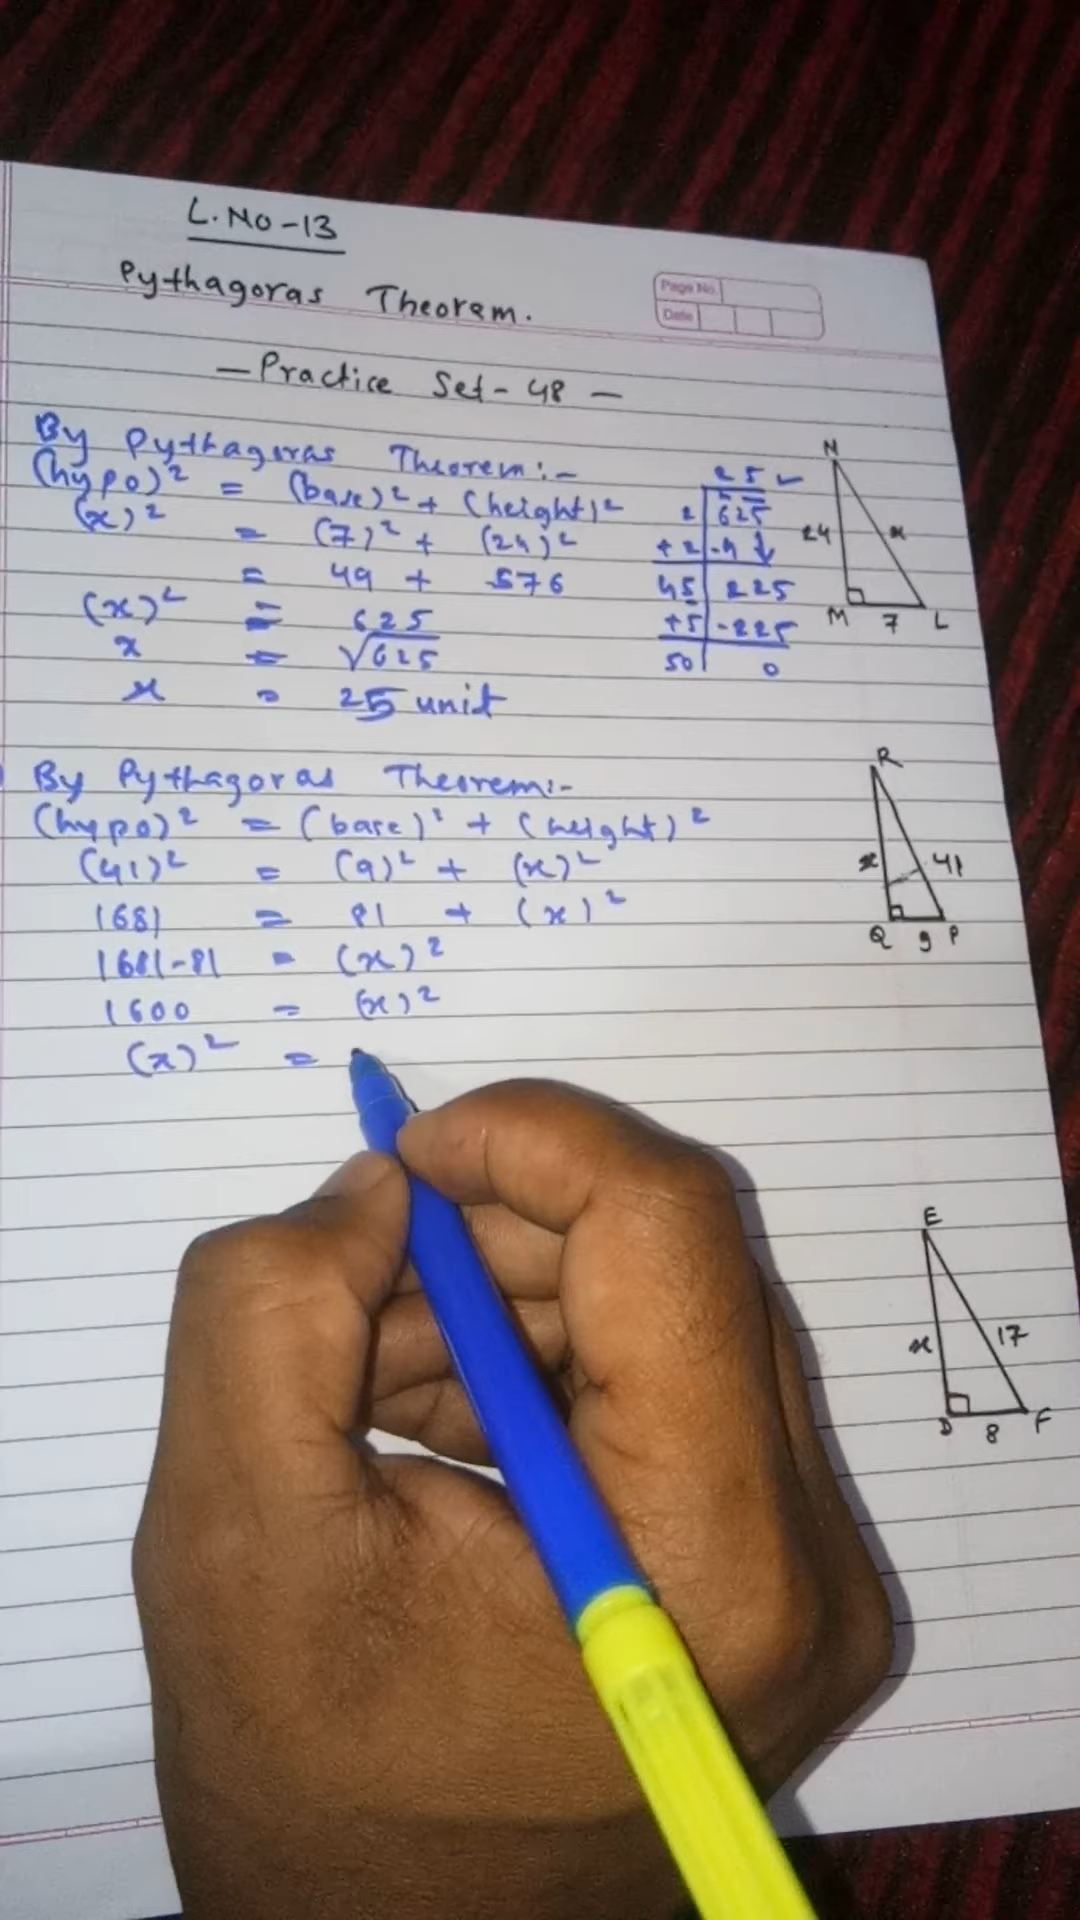 L. No-13
Pythagoras Theorem.
Page No.
Date
— Practice Set - 48 —
By Pythagoras Theorem:-
(hypo)² = (base)² + (height)²
(x)² = (7)² + (24)²
= 49 + 576
(x)² = 625
x = √625
x = 25 unit
25 ✓
2 | 625
+2 | -4 ↓
45 | 225
+5 | -225
50 | 0
N
24 x
M 7 L
By Pythagoras Theorem:-
(hypo)² = (base)² + (height)²
(41)² = (9)² + (x)²
1681 = 81 + (x)²
1681-81 = (x)²
1600 = (x)²
(x)² =
R
x 41
Q 9 P
E
x 17
D 8 F